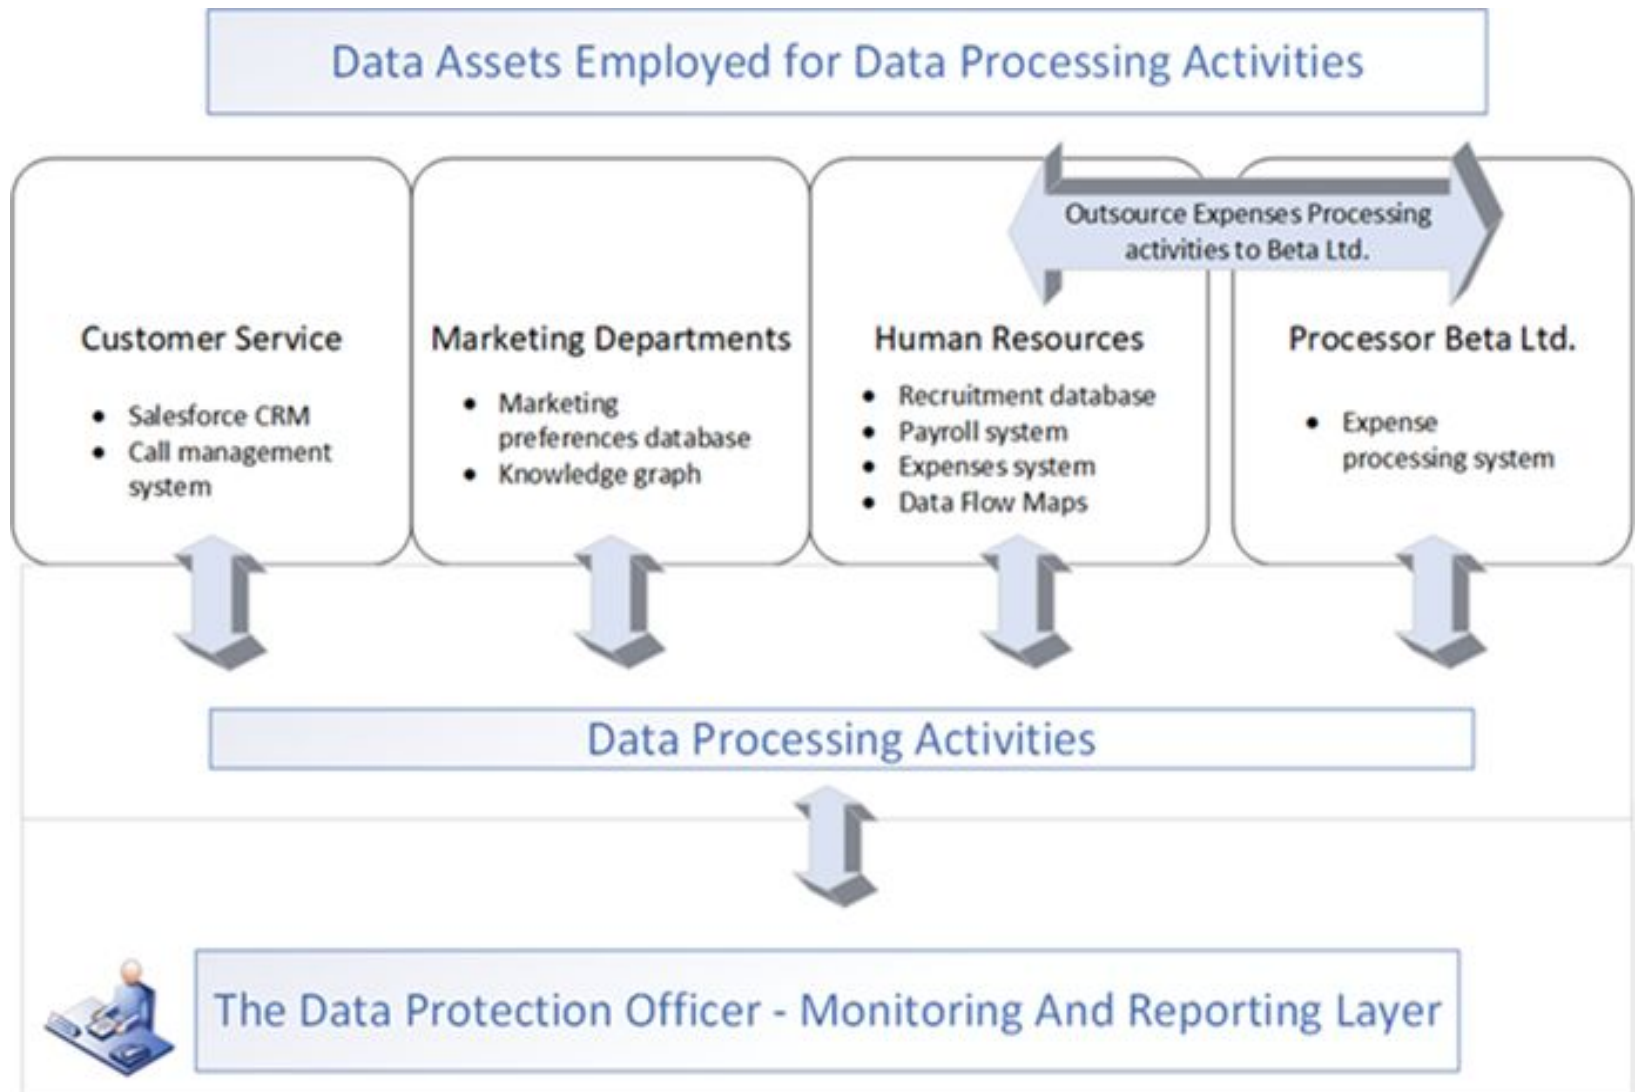 Data Assets Employed for Data Processing Activities
Outsource Expenses Processing
activities to Beta Ltd.
Customer Service
• Salesforce CRM
• Call management
system
Marketing Departments
• Marketing
preferences database
• Knowledge graph
Human Resources
• Recruitment database
• Payroll system
• Expenses system
• Data Flow Maps
Processor Beta Ltd.
• Expense
processing system
Data Processing Activities
The Data Protection Officer - Monitoring And Reporting Layer